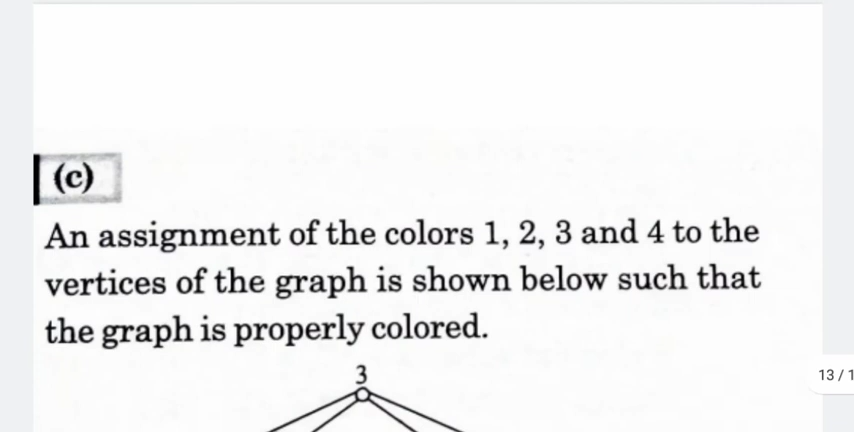 (c)
An assignment of the colors 1, 2, 3 and 4 to the
vertices of the graph is shown below such that
the graph is properly colored.
3
13 / 1